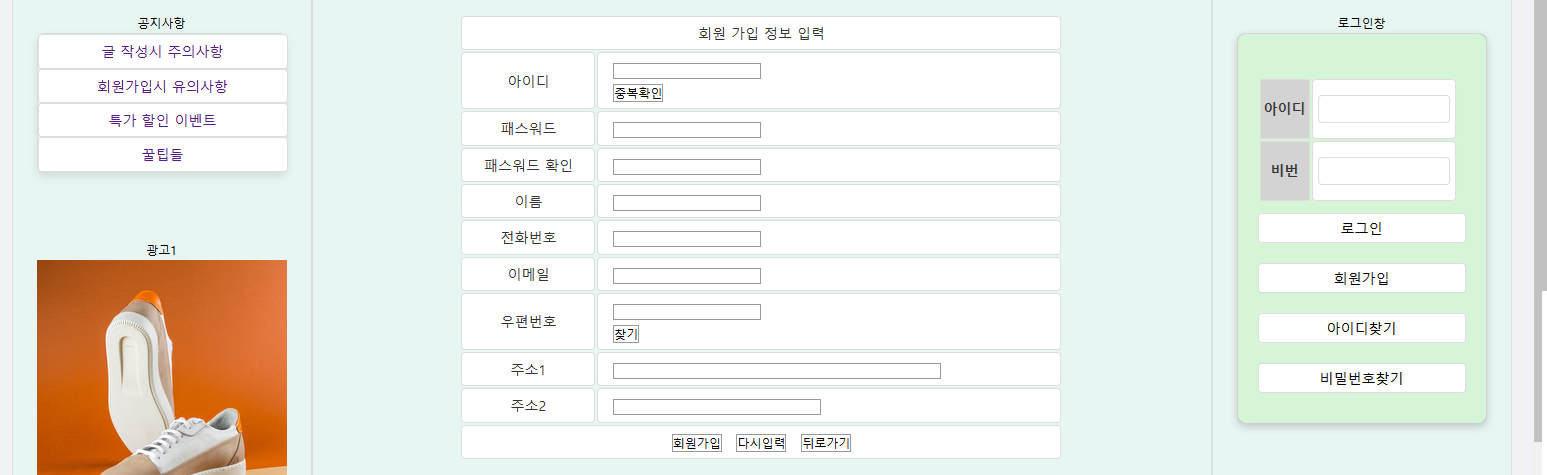 공지사항
글 작성시 주의사항
회원가입시 유의사항
특가 할인 이벤트
꿀팁들
광고1
회원 가입 정보 입력
아이디
중복확인
패스워드
패스워드 확인
이름
전화번호
이메일
우편번호
찾기
주소1
주소2
회원가입 다시입력 뒤로가기
로그인창
아이디
비번
로그인
회원가입
아이디찾기
비밀번호찾기